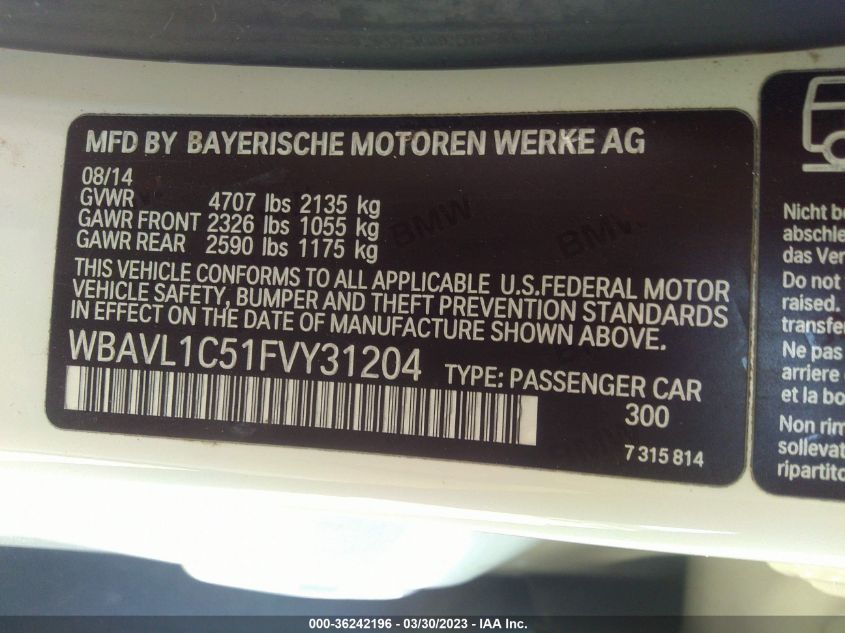 MFD BY BAYERISCHE MOTOREN WERKE AG
08/14
GVWR 4707 lbs 2135 kg
GAWR FRONT 2326 lbs 1055 kg
GAWR REAR 2590 lbs 1175 kg
THIS VEHICLE CONFORMS TO ALL APPLICABLE U.S.FEDERAL MOTOR
VEHICLE SAFETY, BUMPER AND THEFT PREVENTION STANDARDS
IN EFFECT ON THE DATE OF MANUFACTURE SHOWN ABOVE.
WBAVL1C51FVY31204 TYPE: PASSENGER CAR
300
7 315 814
BMW
BMW
BMW
Nicht be
abschle
das Ver
Do not
raised.
transfer
Ne pas
arriere
et la bo
Non rim
sollevat
ripartito
000-36242196 - 03/30/2023 - IAA Inc.